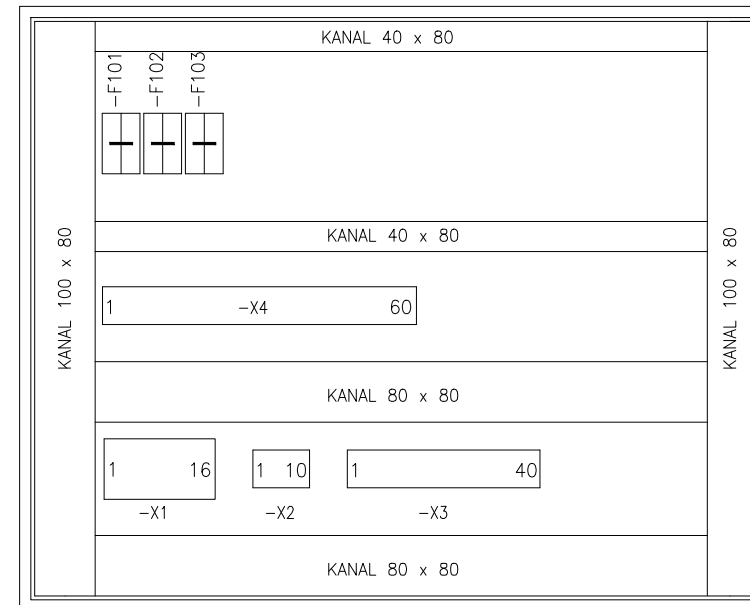 KANAL 40 x 80
-F101
-F102
-F103
KANAL 40 x 80
KANAL 100 x 80
KANAL 100 x 80
1 -X4 60
KANAL 80 x 80
1 16
1 10
1 40
-X1
-X2
-X3
KANAL 80 x 80